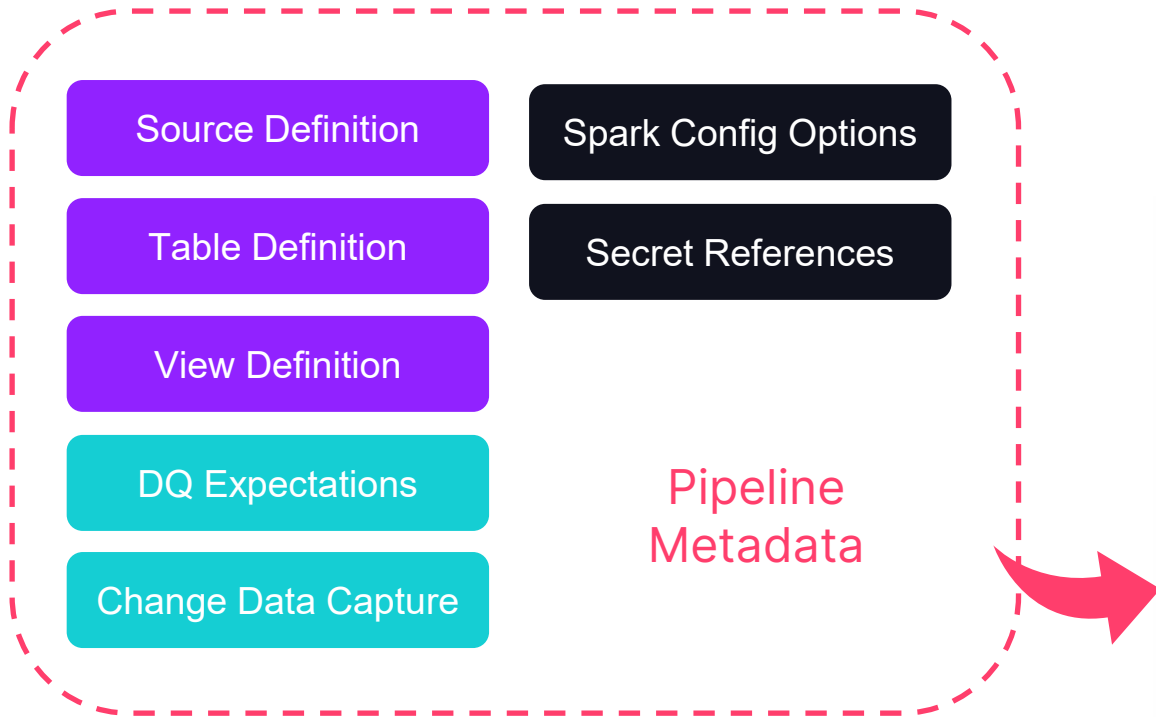 Source Definition
Table Definition
View Definition
DQ Expectations
Change Data Capture
Spark Config Options
Secret References
Pipeline
Metadata